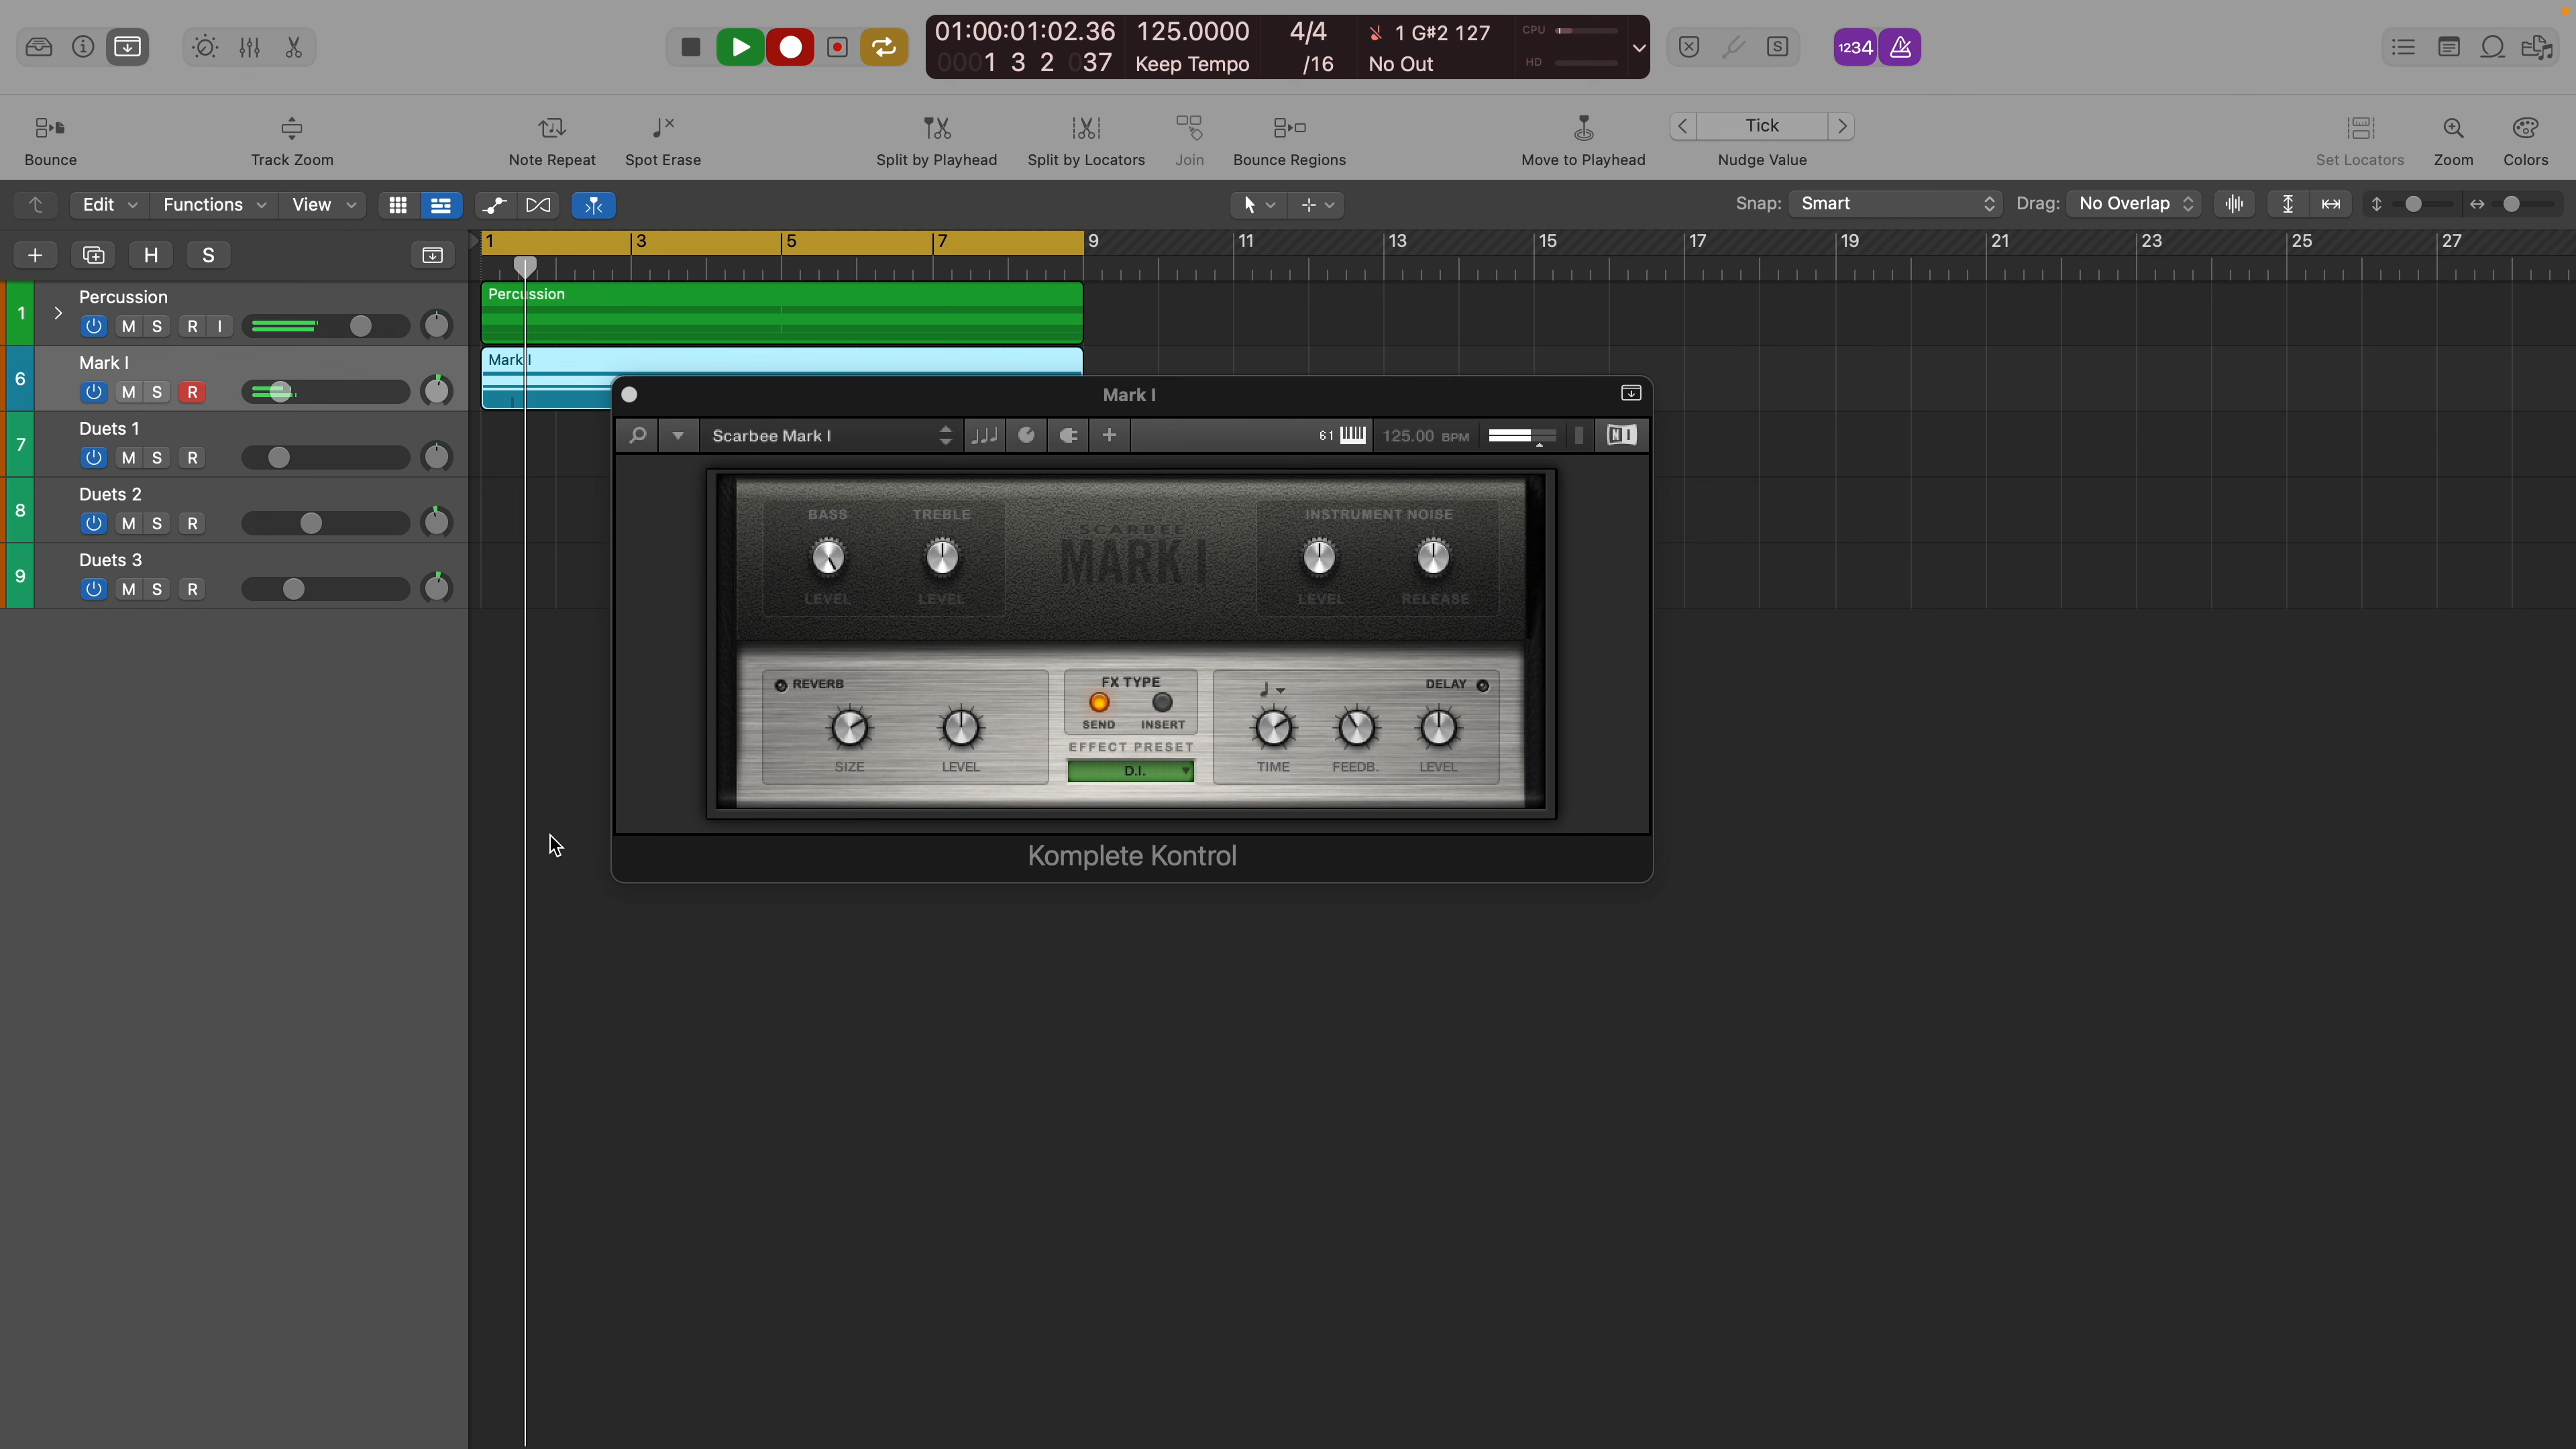 01:00:01:02.36 125.0000 4/4 1 G#2 127 CPU
0001 3 2 037 Keep Tempo /16 No Out HD
S 1234
Bounce Track Zoom Note Repeat Spot Erase Split by Playhead Split by Locators Join Bounce Regions Move to Playhead Tick Nudge Value Set Locators Zoom Colors
Edit Functions View Snap: Smart Drag: No Overlap
H S 1 3 5 7 9 11 13 15 17 19 21 23 25 27
1 Percussion
M S R I
Percussion
6 Mark I
M S R
Mark I
7 Duets 1
M S R
8 Duets 2
M S R
9 Duets 3
M S R
Mark I
Scarbee Mark I 61 125.00 BPM NI
BASS TREBLE INSTRUMENT NOISE
SCARBEE
MARK I
LEVEL LEVEL LEVEL RELEASE
REVERB FX TYPE DELAY
SEND INSERT
EFFECT PRESET
SIZE LEVEL D.I. TIME FEEDB. LEVEL
Komplete Kontrol